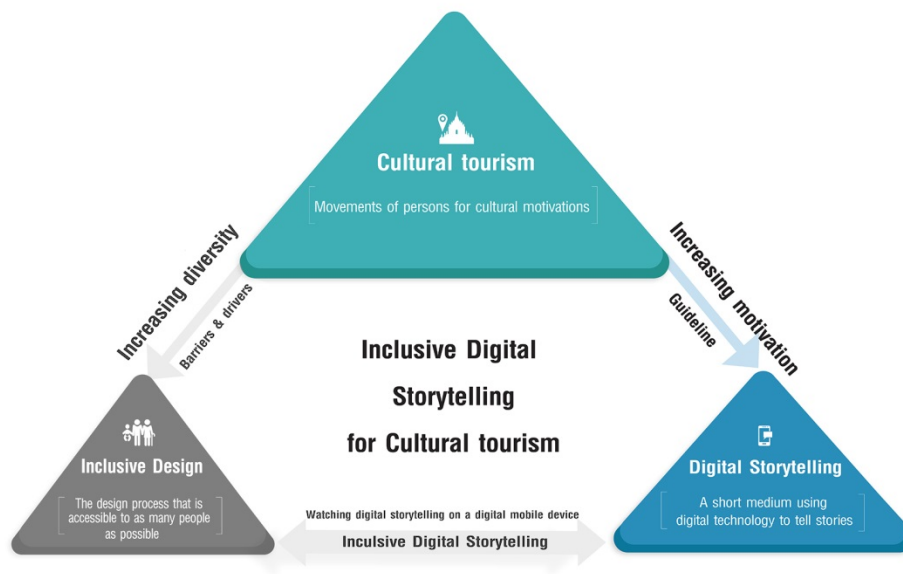 Cultural tourism
Movements of persons for cultural motivations
Increasing diversity
Barriers & drivers
Increasing motivation
Guideline
Inclusive Digital
Storytelling
for Cultural tourism
Inclusive Design
The design process that is
accessible to as many people
as possible
Digital Storytelling
A short medium using
digital technology to tell stories
Watching digital storytelling on a digital mobile device
Inculsive Digital Storytelling